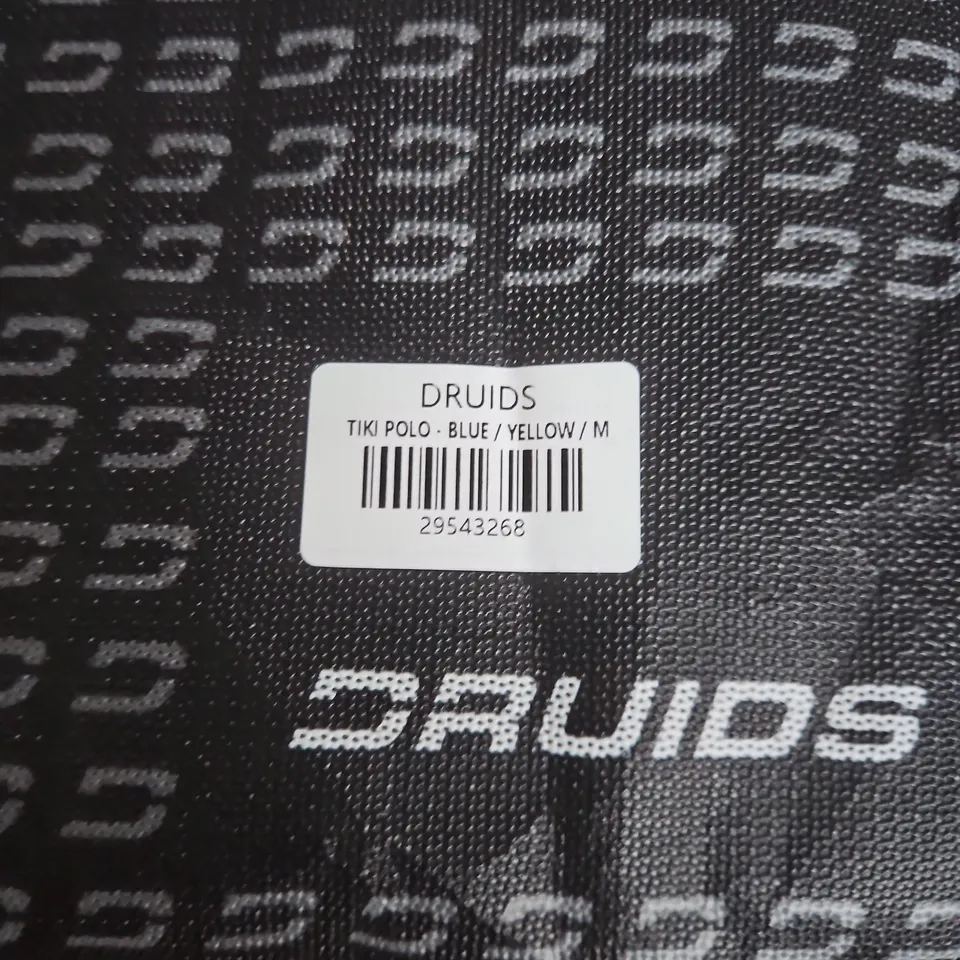 DRUIDS
TIKI POLO - BLUE / YELLOW / M
29543268
DRUIDS